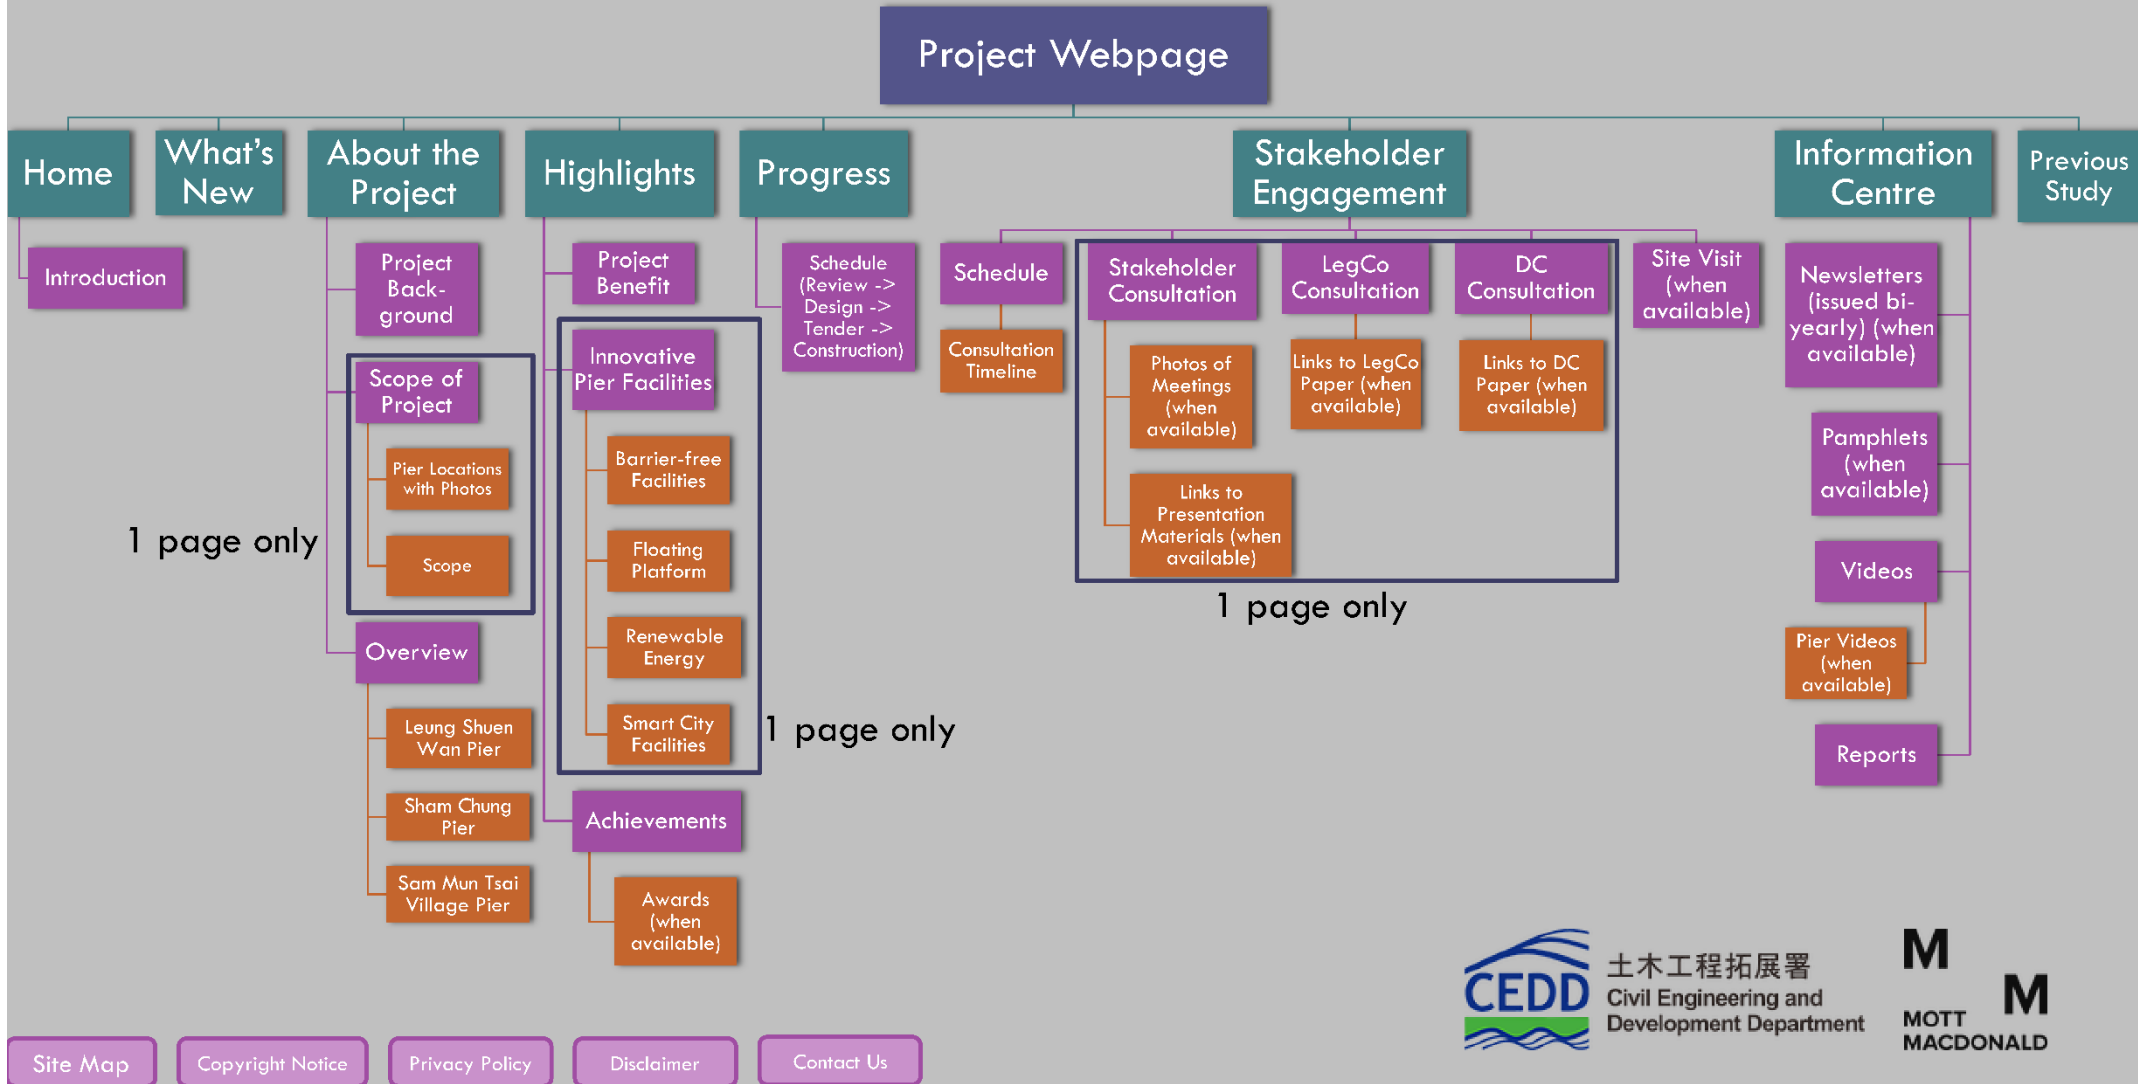 Project Webpage
Home
What's
New
About the
Project
Highlights
Progress
Stakeholder
Engagement
Information
Centre
Previous
Study
Introduction
Project
Back-
ground
Scope of
Project
Pier Locations
with Photos
Scope
1 page only
Overview
Leung Shuen
Wan Pier
Sham Chung
Pier
Sam Mun Tsai
Village Pier
Project
Benefit
Innovative
Pier Facilities
Barrier-free
Facilities
Floating
Platform
Renewable
Energy
Smart City
Facilities
1 page only
Achievements
Awards
(when
available)
Schedule
(Review ->
Design ->
Tender ->
Construction)
Schedule
Consultation
Timeline
Stakeholder
Consultation
Photos of
Meetings
(when
available)
Links to
Presentation
Materials (when
available)
LegCo
Consultation
Links to LegCo
Paper (when
available)
DC
Consultation
Links to DC
Paper (when
available)
1 page only
Site Visit
(when
available)
Newsletters
(issued bi-
yearly) (when
available)
Pamphlets
(when
available)
Videos
Pier Videos
(when
available)
Reports
CEDD
土木工程拓展署
Civil Engineering and
Development Department
M
M
MOTT
MACDONALD
Site Map
Copyright Notice
Privacy Policy
Disclaimer
Contact Us